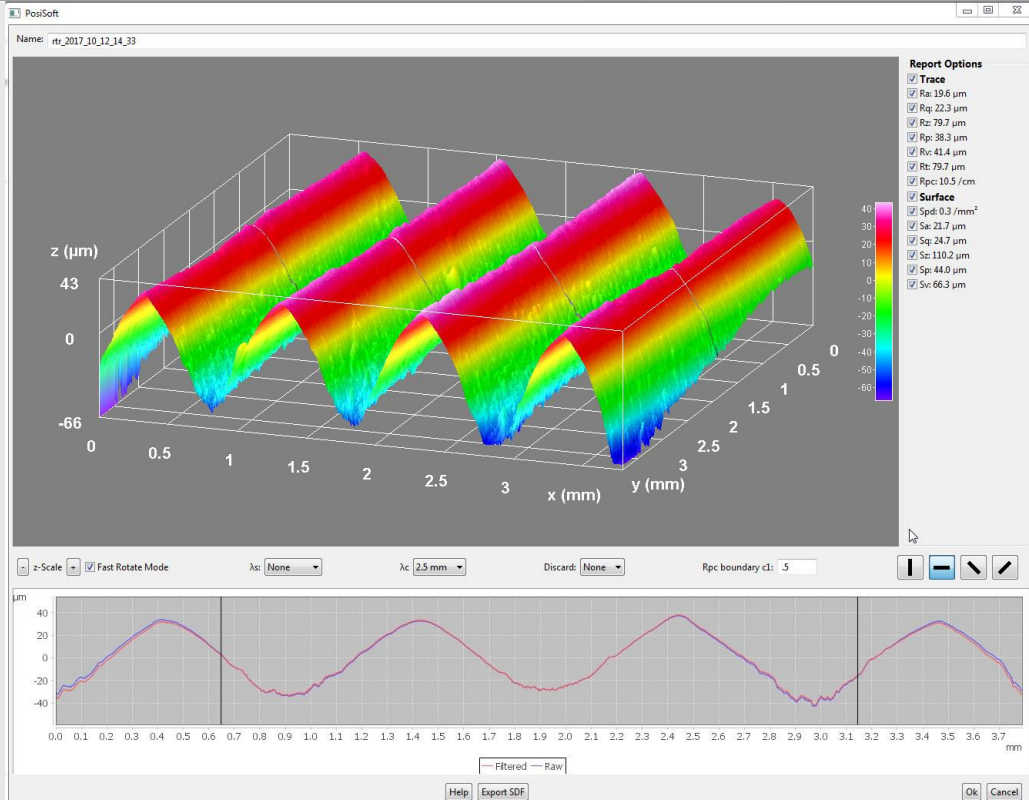 PosiSoft
Name: rtr_2017_10_12_14_33
Report Options
Trace
Ra: 19.6 µm
Rq: 22.3 µm
Rz: 79.7 µm
Rp: 38.3 µm
Rv: 41.4 µm
Rt: 79.7 µm
Rpc: 10.5 /cm
Surface
Spd: 0.3 /mm²
Sa: 21.7 µm
Sq: 24.7 µm
Sz: 110.2 µm
Sp: 44.0 µm
Sv: 66.3 µm
z (µm)
43
0
-66
0
0.5
1
1.5
2
2.5
3
x (mm)
y (mm)
3
2.5
2
1.5
1
0.5
0
40
30
20
10
0
-10
-20
-30
-40
-50
-60
- z-Scale + Fast Rotate Mode λs: None λc 2.5 mm Discard: None Rpc boundary c1: .5
µm
40
20
0
-20
-40
0.0 0.1 0.2 0.3 0.4 0.5 0.6 0.7 0.8 0.9 1.0 1.1 1.2 1.3 1.4 1.5 1.6 1.7 1.8 1.9 2.0 2.1 2.2 2.3 2.4 2.5 2.6 2.7 2.8 2.9 3.0 3.1 3.2 3.3 3.4 3.5 3.6 3.7
mm
Filtered Raw
Help Export SDF Ok Cancel